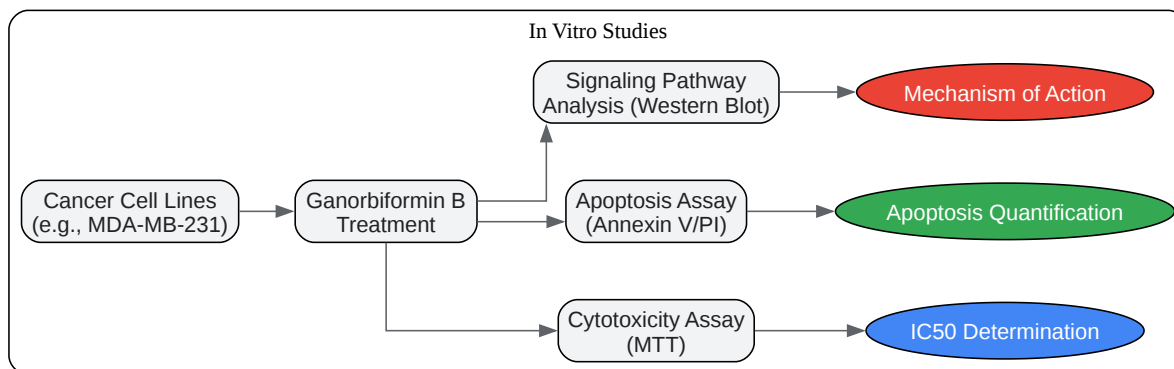 In Vitro Studies
Signaling Pathway
Analysis (Western Blot)
Mechanism of Action
Cancer Cell Lines
(e.g., MDA-MB-231)
Ganorbiformin B
Treatment
Apoptosis Assay
(Annexin V/PI)
Apoptosis Quantification
Cytotoxicity Assay
(MTT)
IC50 Determination